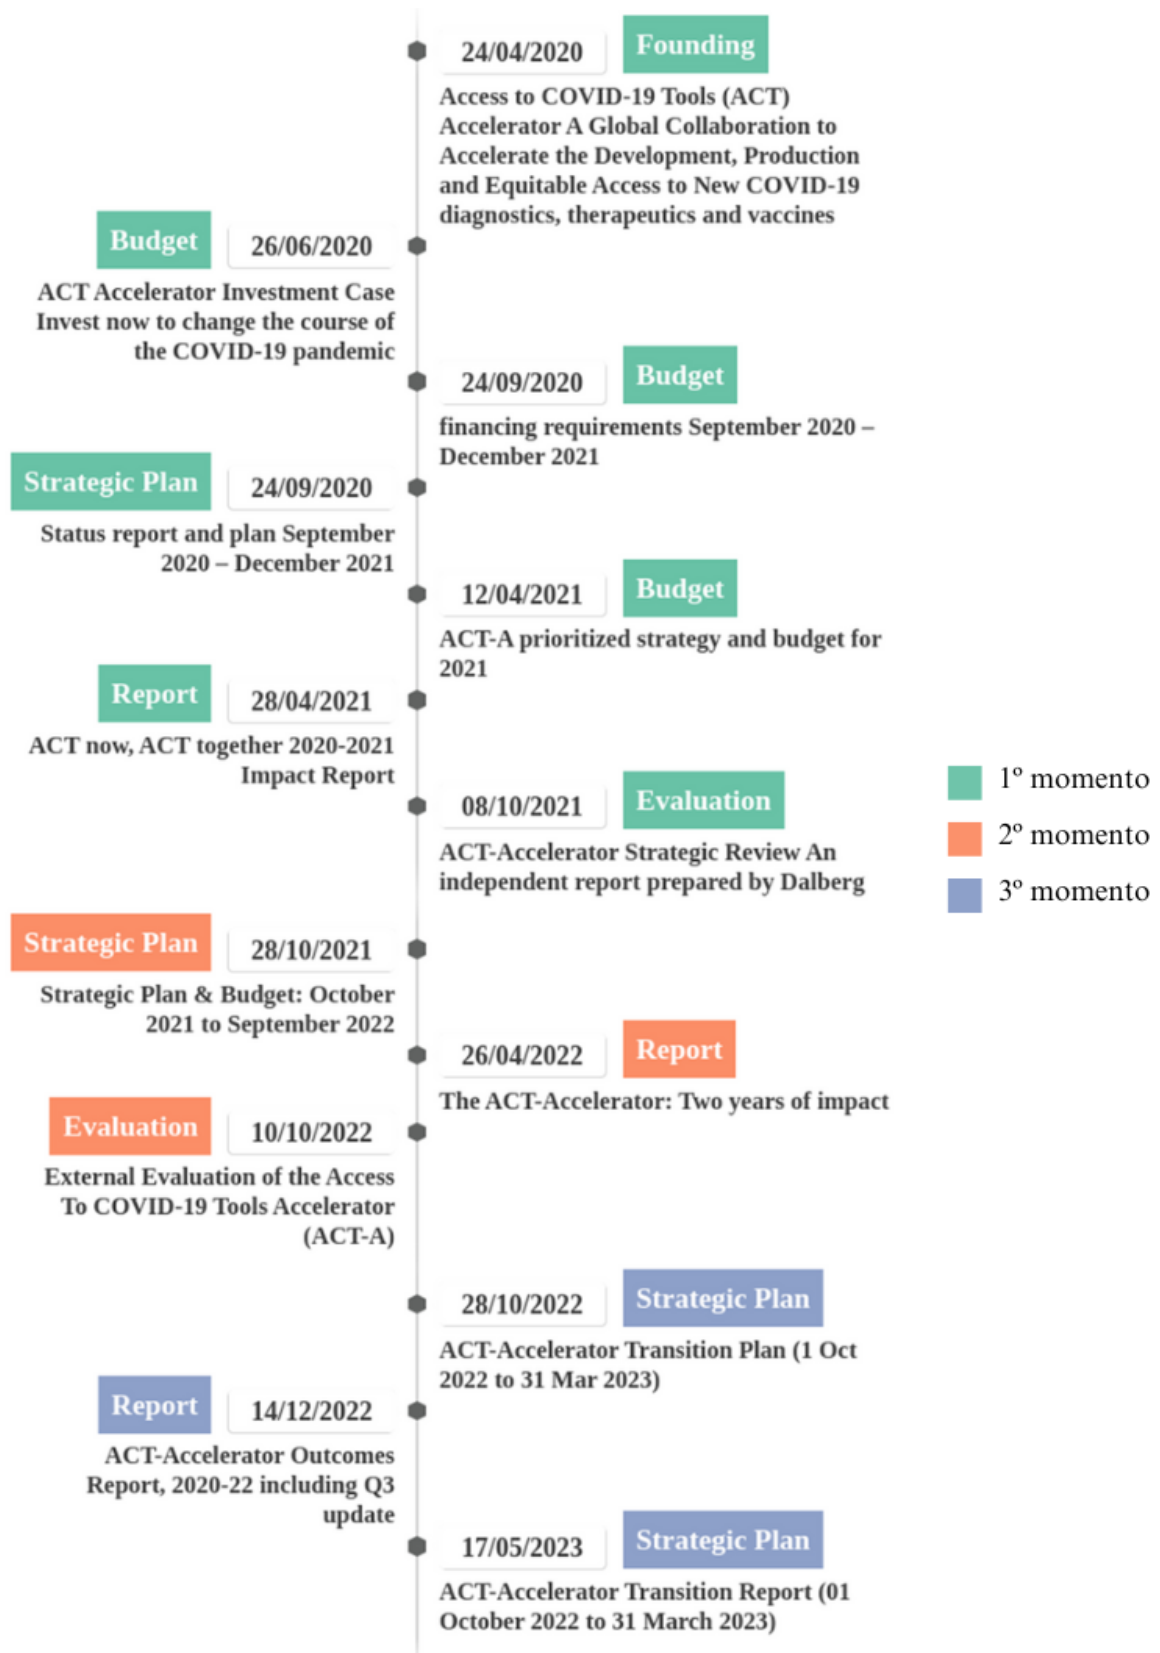 24/04/2020 Founding
Access to COVID-19 Tools (ACT)
Accelerator A Global Collaboration to
Accelerate the Development, Production
and Equitable Access to New COVID-19
diagnostics, therapeutics and vaccines
Budget 26/06/2020
ACT Accelerator Investment Case
Invest now to change the course of
the COVID-19 pandemic
24/09/2020 Budget
financing requirements September 2020 –
December 2021
Strategic Plan 24/09/2020
Status report and plan September
2020 – December 2021
12/04/2021 Budget
ACT-A prioritized strategy and budget for
2021
Report 28/04/2021
ACT now, ACT together 2020-2021
Impact Report
08/10/2021 Evaluation
ACT-Accelerator Strategic Review An
independent report prepared by Dalberg
Strategic Plan 28/10/2021
Strategic Plan & Budget: October
2021 to September 2022
26/04/2022 Report
The ACT-Accelerator: Two years of impact
Evaluation 10/10/2022
External Evaluation of the Access
To COVID-19 Tools Accelerator
(ACT-A)
28/10/2022 Strategic Plan
ACT-Accelerator Transition Plan (1 Oct
2022 to 31 Mar 2023)
Report 14/12/2022
ACT-Accelerator Outcomes
Report, 2020-22 including Q3
update
17/05/2023 Strategic Plan
ACT-Accelerator Transition Report (01
October 2022 to 31 March 2023)
1º momento
2º momento
3º momento